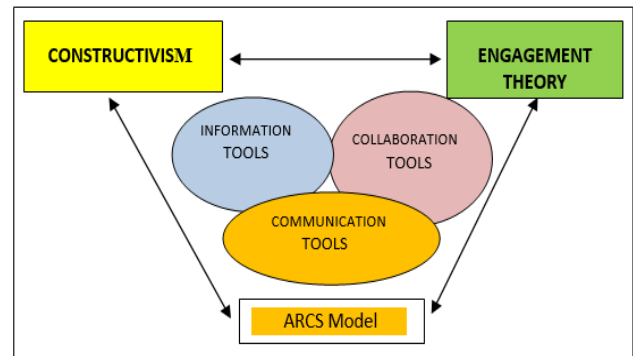 CONSTRUCTIVISM
ENGAGEMENT
THEORY
INFORMATION
TOOLS
COLLABORATION
TOOLS
COMMUNICATION
TOOLS
ARCS Model